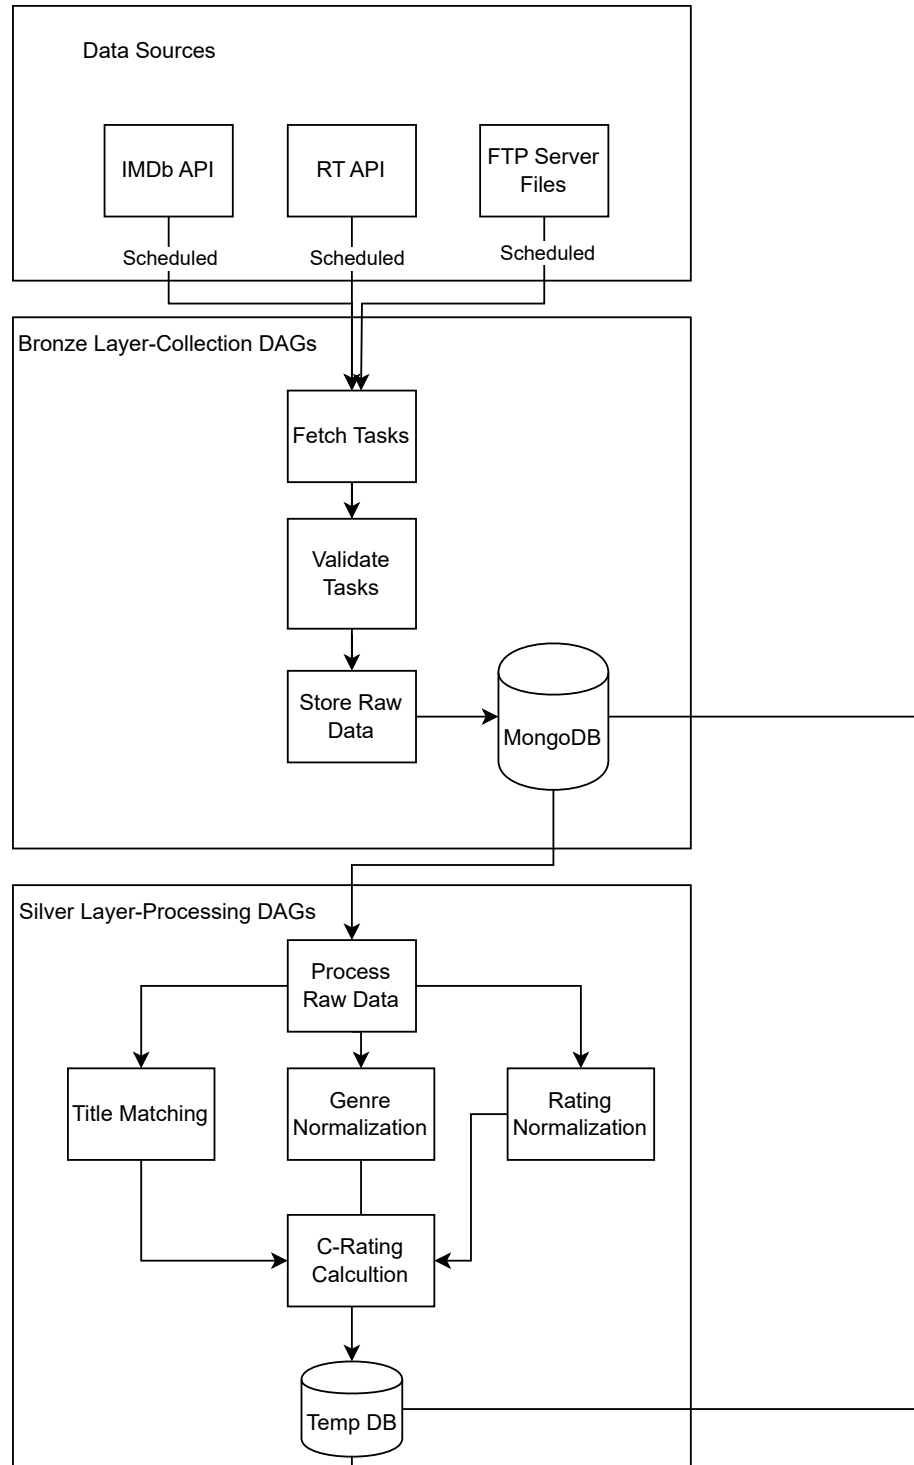 Data Sources
IMDb API
RT API
FTP Server
Files
Scheduled
Scheduled
Scheduled
Bronze Layer-Collection DAGs
Fetch Tasks
Validate
Tasks
Store Raw
Data
MongoDB
Silver Layer-Processing DAGs
Process
Raw Data
Title Matching
Genre
Normalization
Rating
Normalization
C-Rating
Calcultion
Temp DB